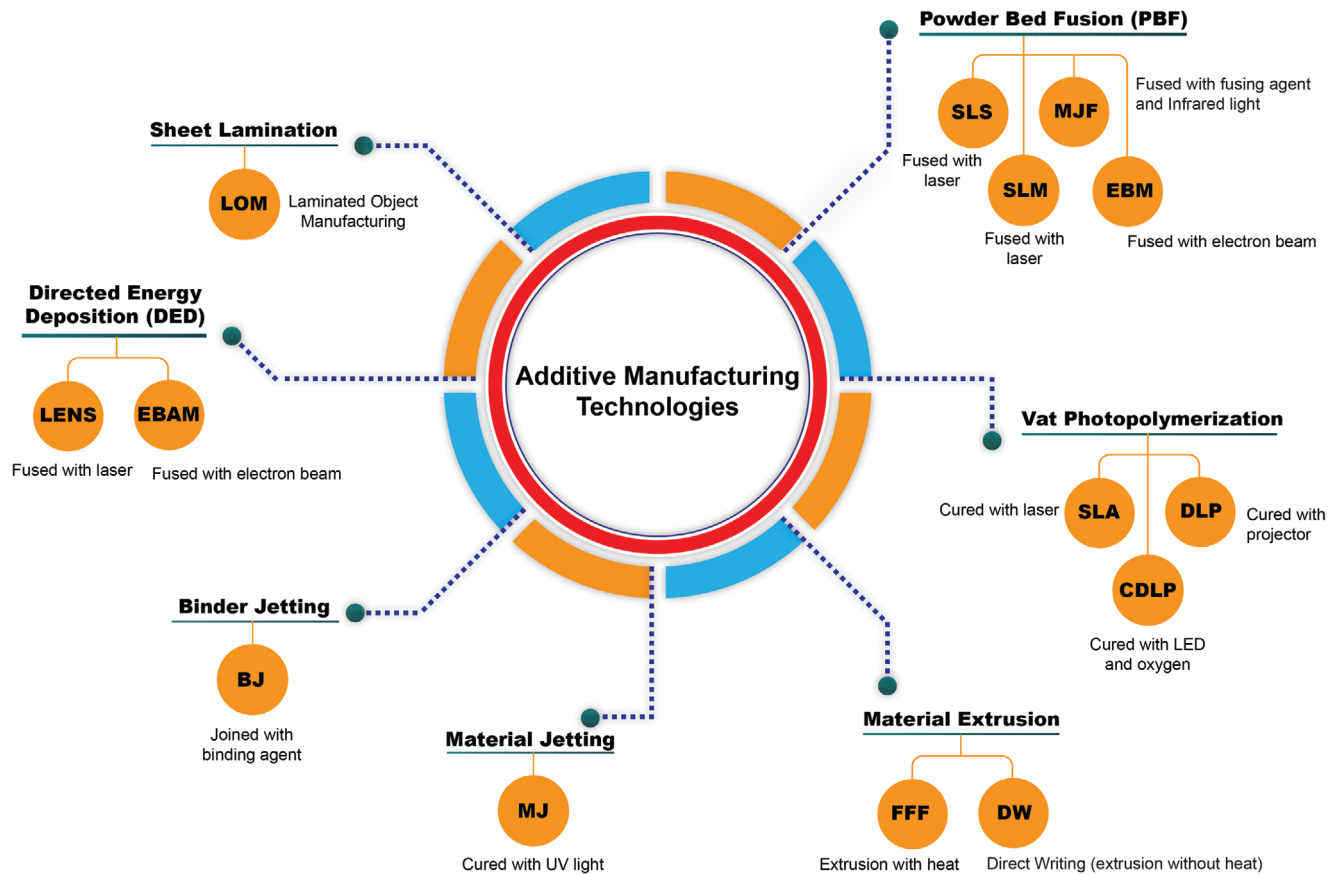 Powder Bed Fusion (PBF)
SLS
MJF
Fused with fusing agent
and Infrared light
Fused with
laser
SLM
EBM
Fused with
laser
Fused with electron beam
Sheet Lamination
LOM
Laminated Object
Manufacturing
Directed Energy
Deposition (DED)
LENS
EBAM
Fused with laser
Fused with electron beam
Additive Manufacturing
Technologies
Vat Photopolymerization
Cured with laser
SLA
DLP
Cured with
projector
CDLP
Cured with LED
and oxygen
Binder Jetting
BJ
Joined with
binding agent
Material Jetting
MJ
Cured with UV light
Material Extrusion
FFF
DW
Extrusion with heat
Direct Writing (extrusion without heat)